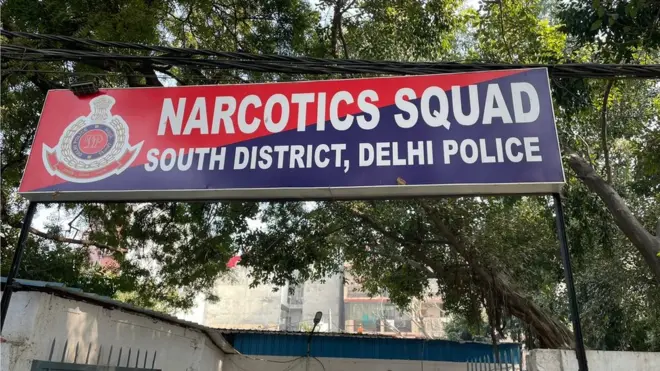 NARCOTICS SQUAD
SOUTH DISTRICT, DELHI POLICE